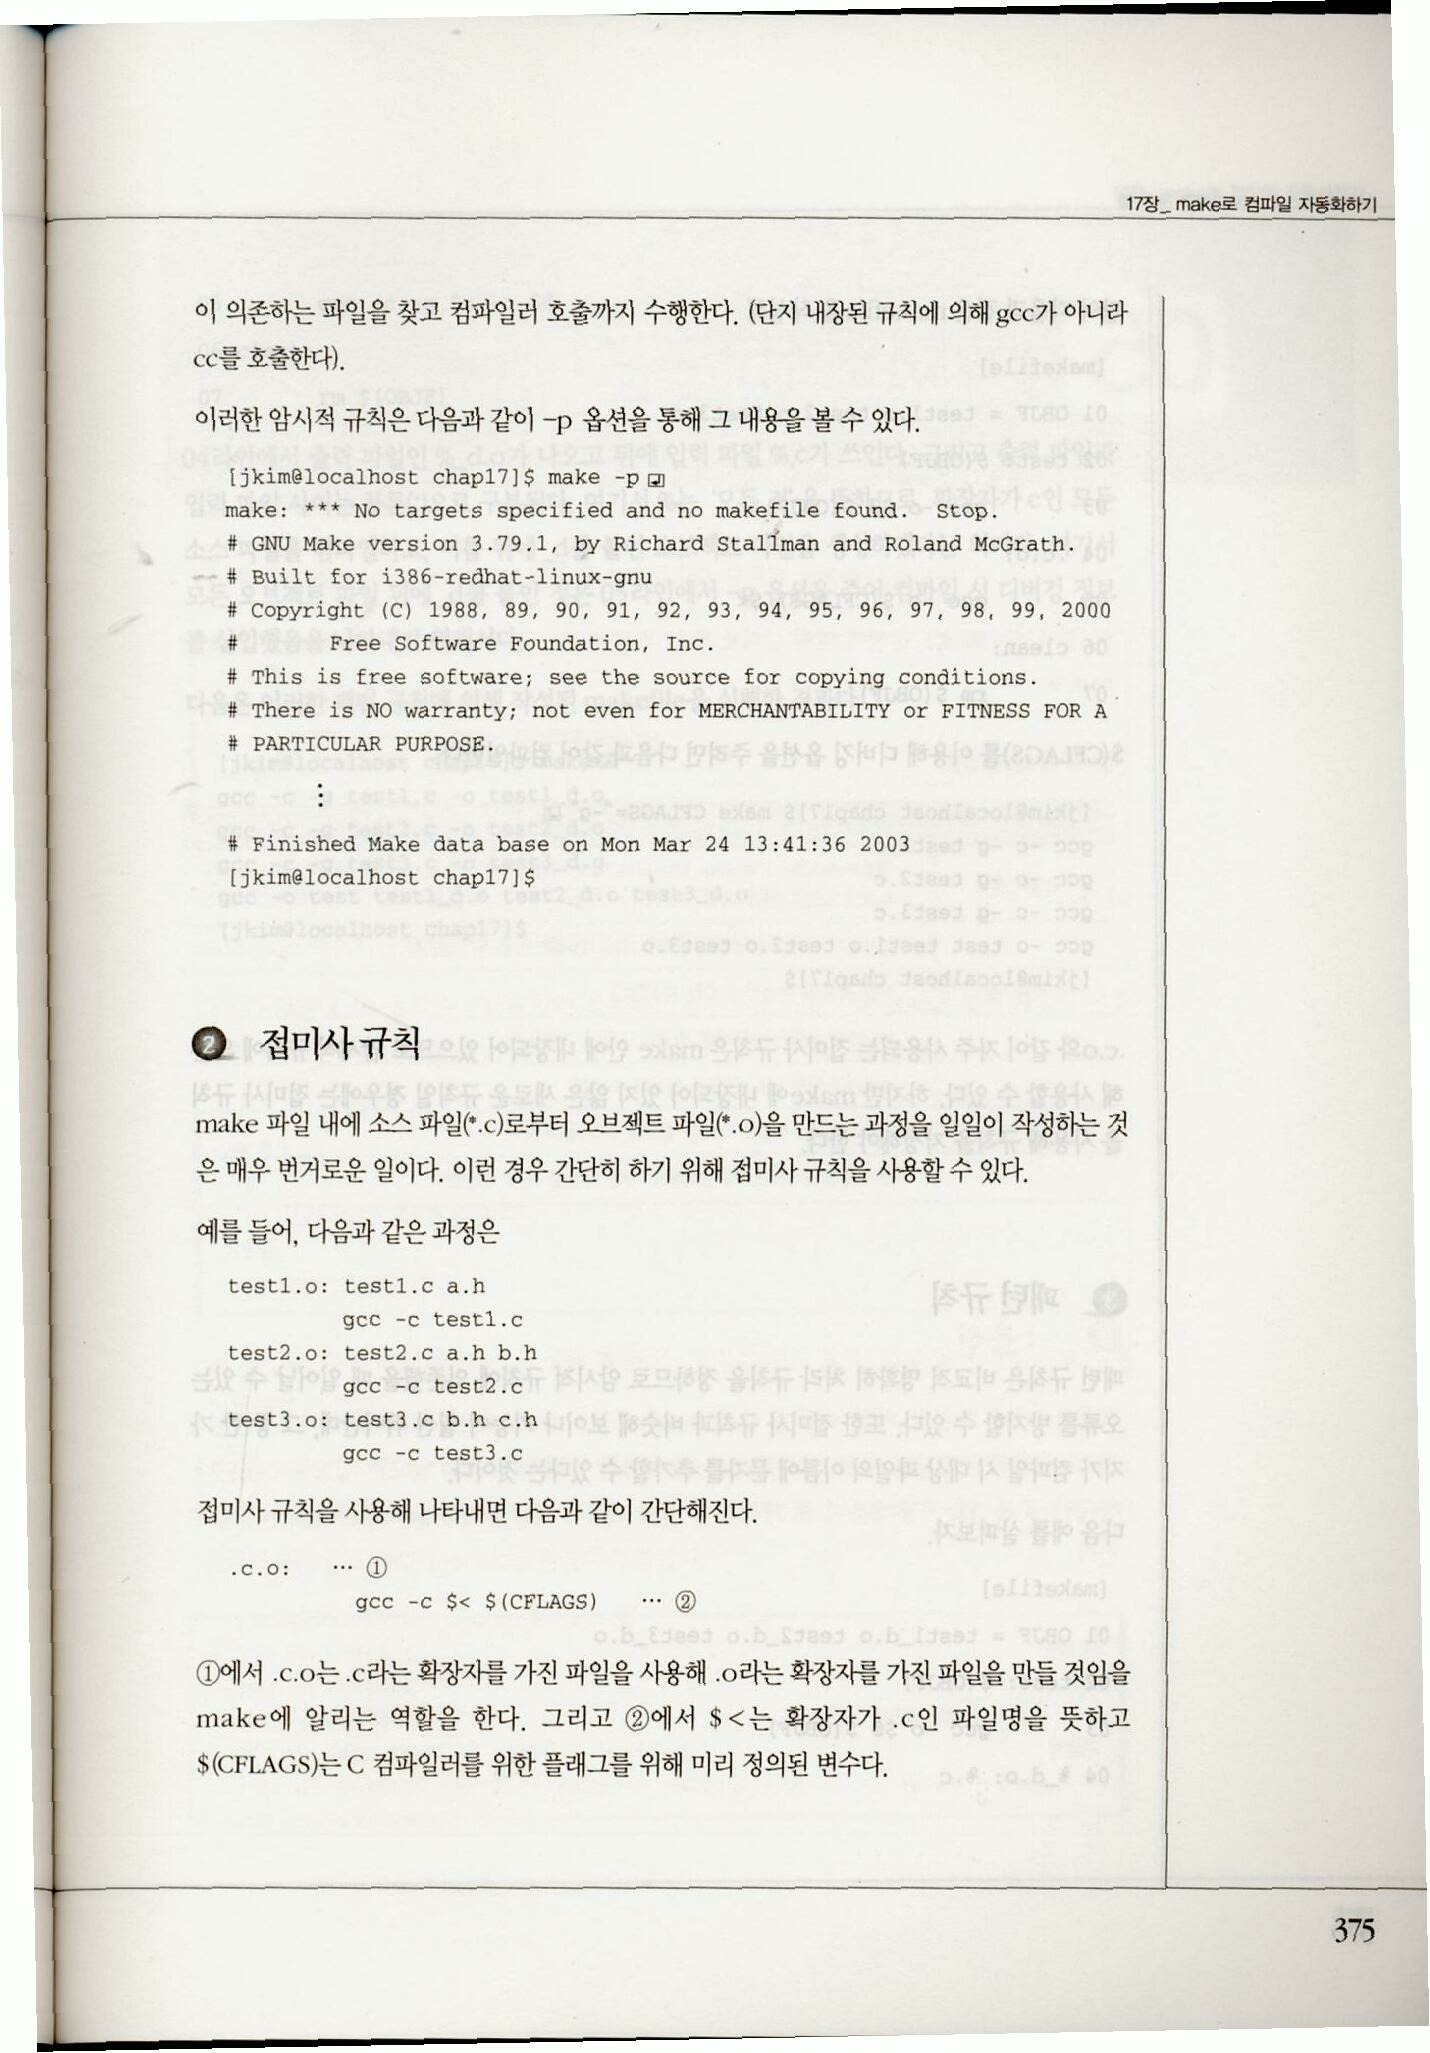 17장_ make로 컴파일 자동화하기
이 의존하는 파일을 찾고 컴파일러 호출까지 수행한다. (단지 내장된 규칙에 의해 gcc가 아니라
cc를 호출한다).
이러한 암시적 규칙은 다음과 같이 -p 옵션을 통해 그 내용을 볼 수 있다.
[jkim@localhost chap17]$ make -p
make: *** No targets specified and no makefile found.  Stop.
# GNU Make version 3.79.1, by Richard Stallman and Roland McGrath.
# Built for i386-redhat-linux-gnu
# Copyright (C) 1988, 89, 90, 91, 92, 93, 94, 95, 96, 97, 98, 99, 2000
#       Free Software Foundation, Inc.
# This is free software; see the source for copying conditions.
# There is NO warranty; not even for MERCHANTABILITY or FITNESS FOR A
# PARTICULAR PURPOSE.
⋮
# Finished Make data base on Mon Mar 24 13:41:36 2003
[jkim@localhost chap17]$
2 접미사 규칙
make 파일 내에 소스 파일(*.c)로부터 오브젝트 파일(*.o)을 만드는 과정을 일일이 작성하는 것
은 매우 번거로운 일이다. 이런 경우 간단히 하기 위해 접미사 규칙을 사용할 수 있다.
예를 들어, 다음과 같은 과정은
test1.o: test1.c a.h
gcc -c test1.c
test2.o: test2.c a.h b.h
gcc -c test2.c
test3.o: test3.c b.h c.h
gcc -c test3.c
접미사 규칙을 사용해 나타내면 다음과 같이 간단해진다.
.c.o:   … ①
gcc -c $< $(CFLAGS)   … ②
①에서 .c.o는 .c라는 확장자를 가진 파일을 사용해 .o라는 확장자를 가진 파일을 만들 것임을
make에 알리는 역할을 한다. 그리고 ②에서 $<는 확장자가 .c인 파일명을 뜻하고
$(CFLAGS)는 C 컴파일러를 위한 플래그를 위해 미리 정의된 변수다.
375